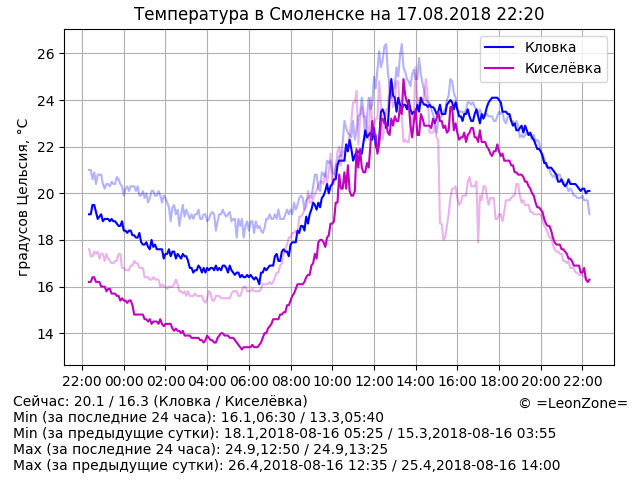 Температура в Смоленске на 17.08.2018 22:20
Кловка
Киселёвка
градусов Цельсия, °C
26
24
22
20
18
16
14
22:00 00:00 02:00 04:00 06:00 08:00 10:00 12:00 14:00 16:00 18:00 20:00 22:00
Сейчас: 20.1 / 16.3 (Кловка / Киселёвка)
© =LeonZone=
Min (за последние 24 часа): 16.1,06:30 / 13.3,05:40
Min (за предыдущие сутки): 18.1,2018-08-16 05:25 / 15.3,2018-08-16 03:55
Max (за последние 24 часа): 24.9,12:50 / 24.9,13:25
Max (за предыдущие сутки): 26.4,2018-08-16 12:35 / 25.4,2018-08-16 14:00